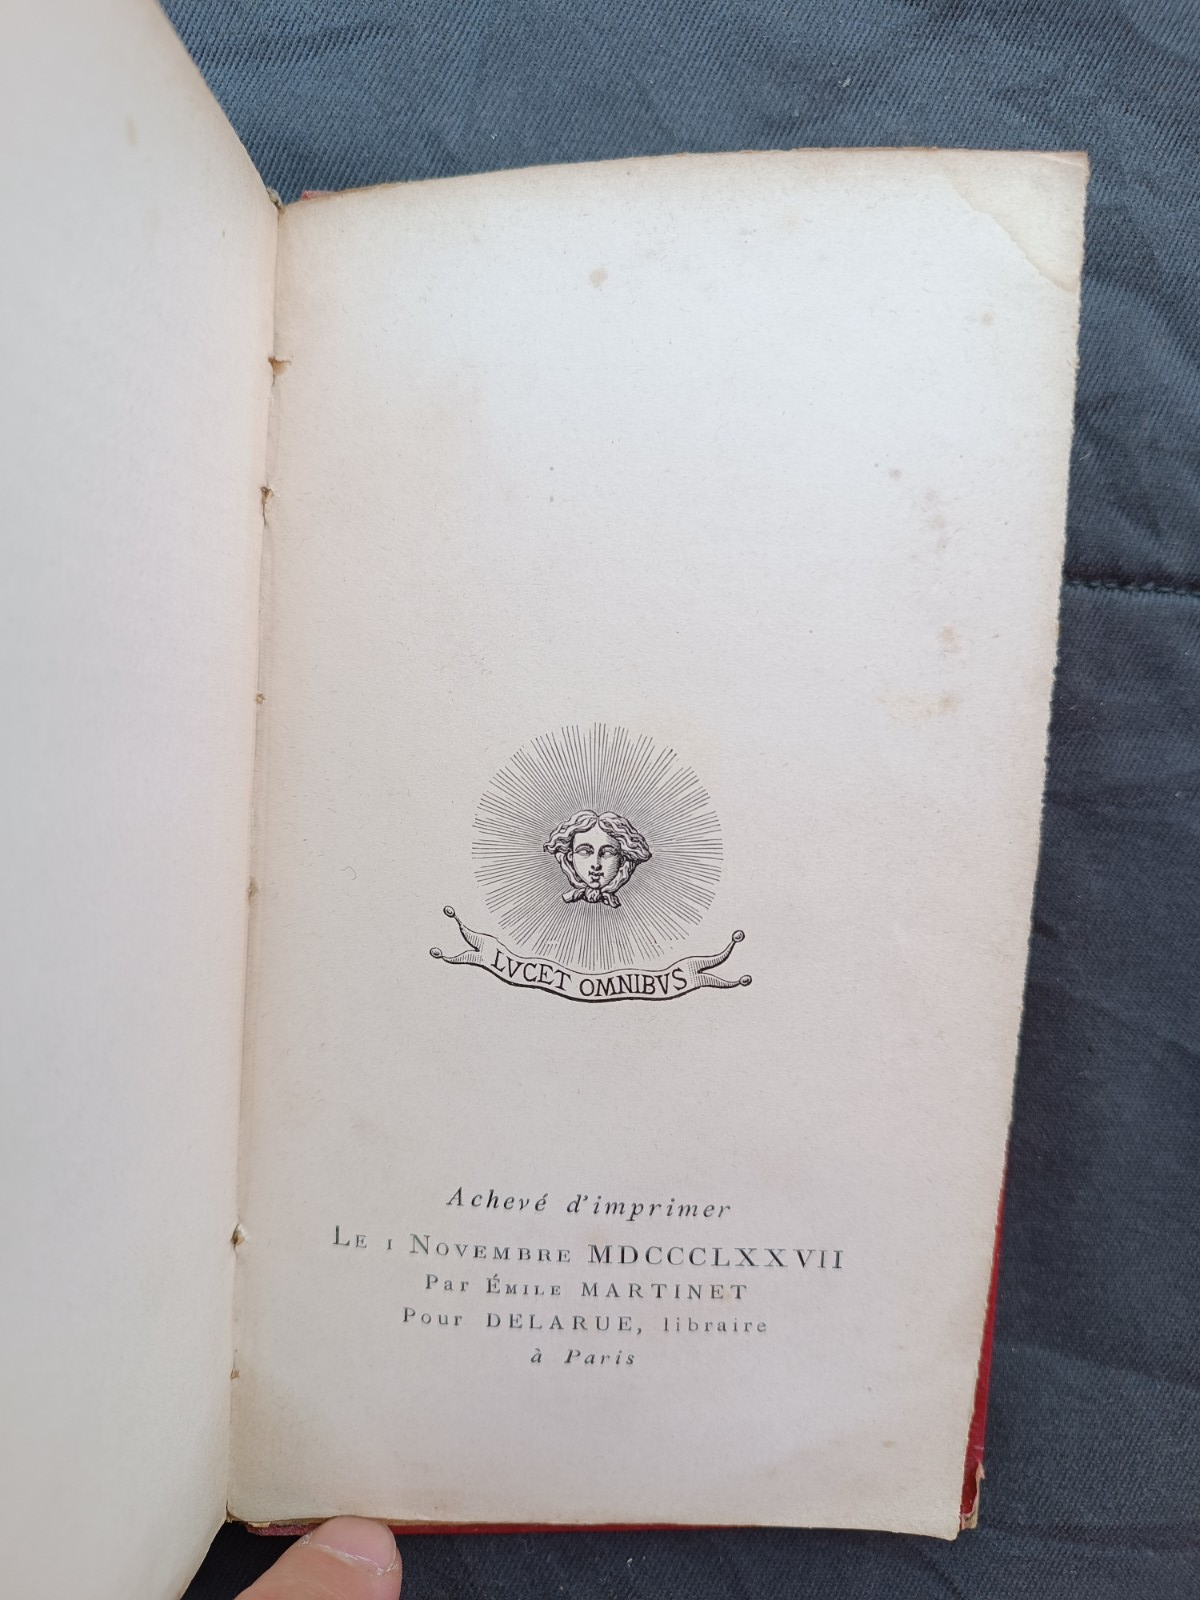 LVCET OMNIBVS
Achevé d'imprimer
LE 1 NOVEMBRE MDCCCLXXVII
Par ÉMILE MARTINET
Pour DELARUE, libraire
à Paris